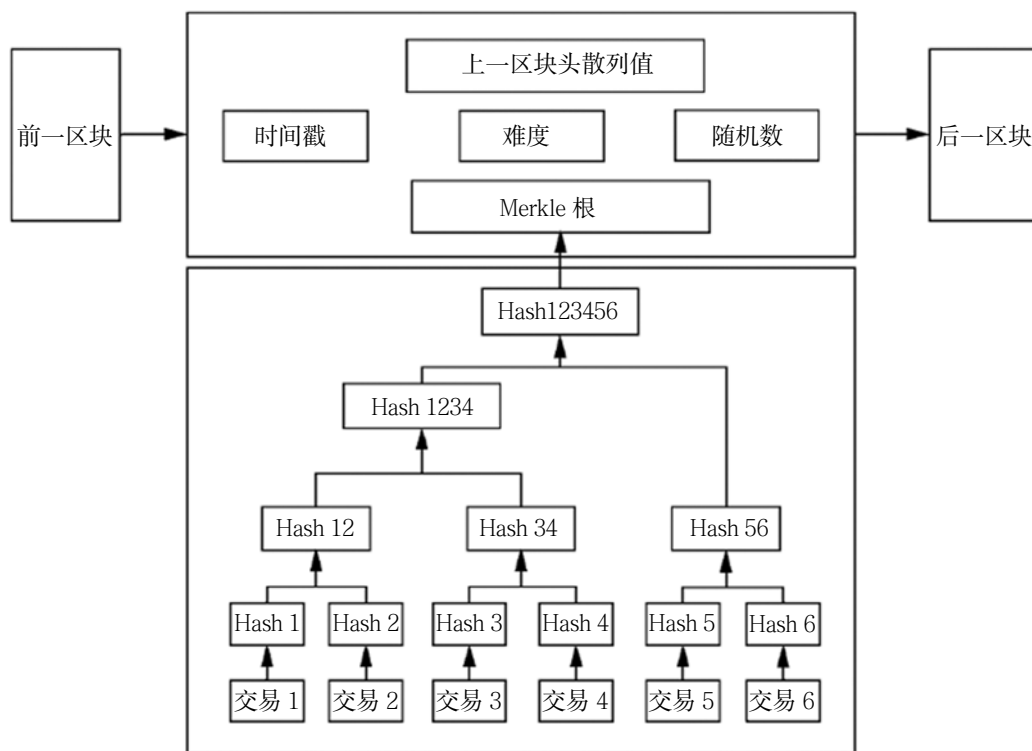 上一区块头散列值
前一区块
时间戳
难度
随机数
后一区块
Merkle 根
Hash123456
Hash 1234
Hash 12
Hash 34
Hash 56
Hash 1
Hash 2
Hash 3
Hash 4
Hash 5
Hash 6
交易 1
交易 2
交易 3
交易 4
交易 5
交易 6